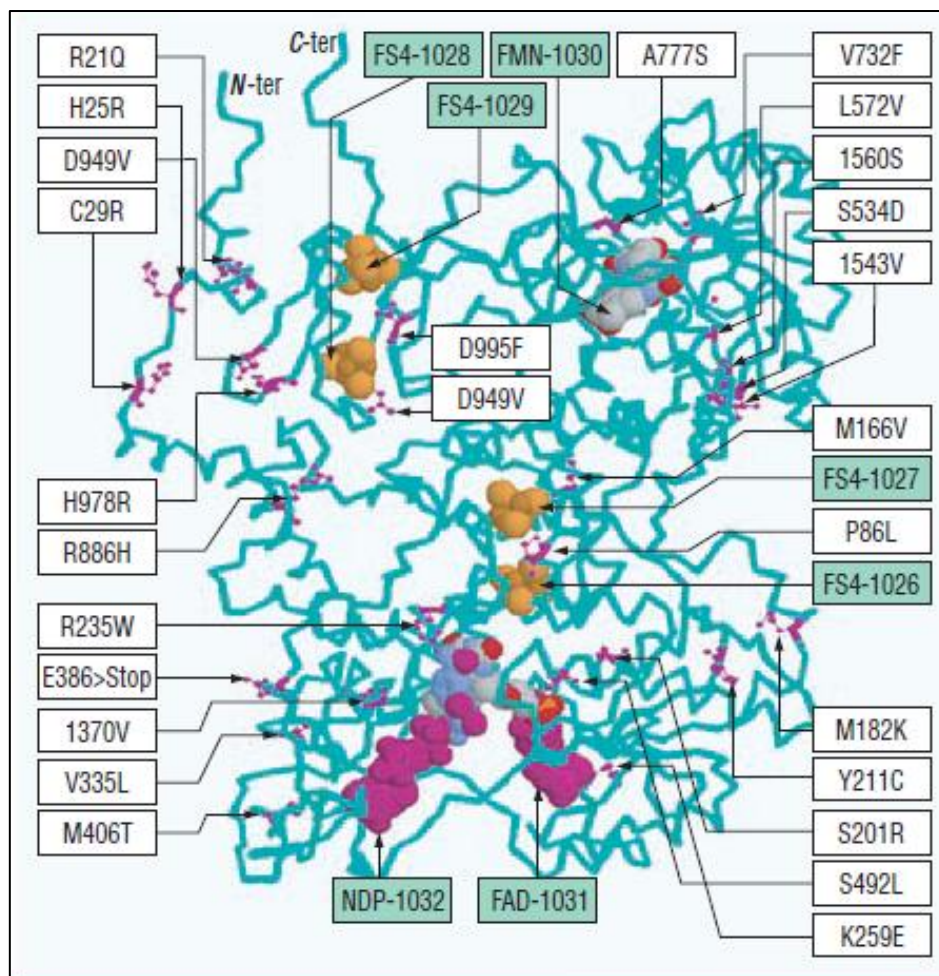 R21Q
H25R
D949V
C29R
N-ter
C-ter
FS4-1028
FS4-1029
FMN-1030
A777S
V732F
L572V
1560S
S534D
1543V
D995F
D949V
H978R
R886H
M166V
FS4-1027
P86L
FS4-1026
R235W
E386>Stop
1370V
V335L
M406T
M182K
Y211C
S201R
S492L
K259E
NDP-1032
FAD-1031